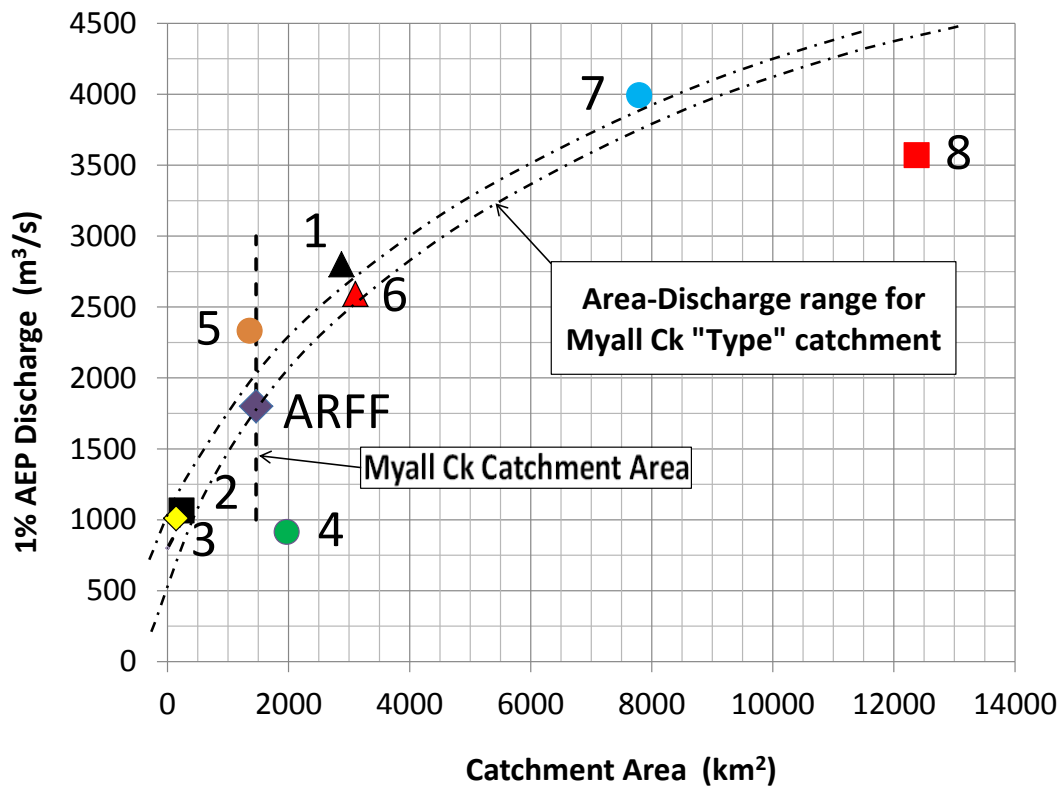 4500
4000
3500
3000
2500
2000
1500
1000
500
0
1% AEP Discharge (m³/s)
7
8
1
6
5
ARFF
2
3
4
Area-Discharge range for
Myall Ck "Type" catchment
Myall Ck Catchment Area
0 2000 4000 6000 8000 10000 12000 14000
Catchment Area (km²)